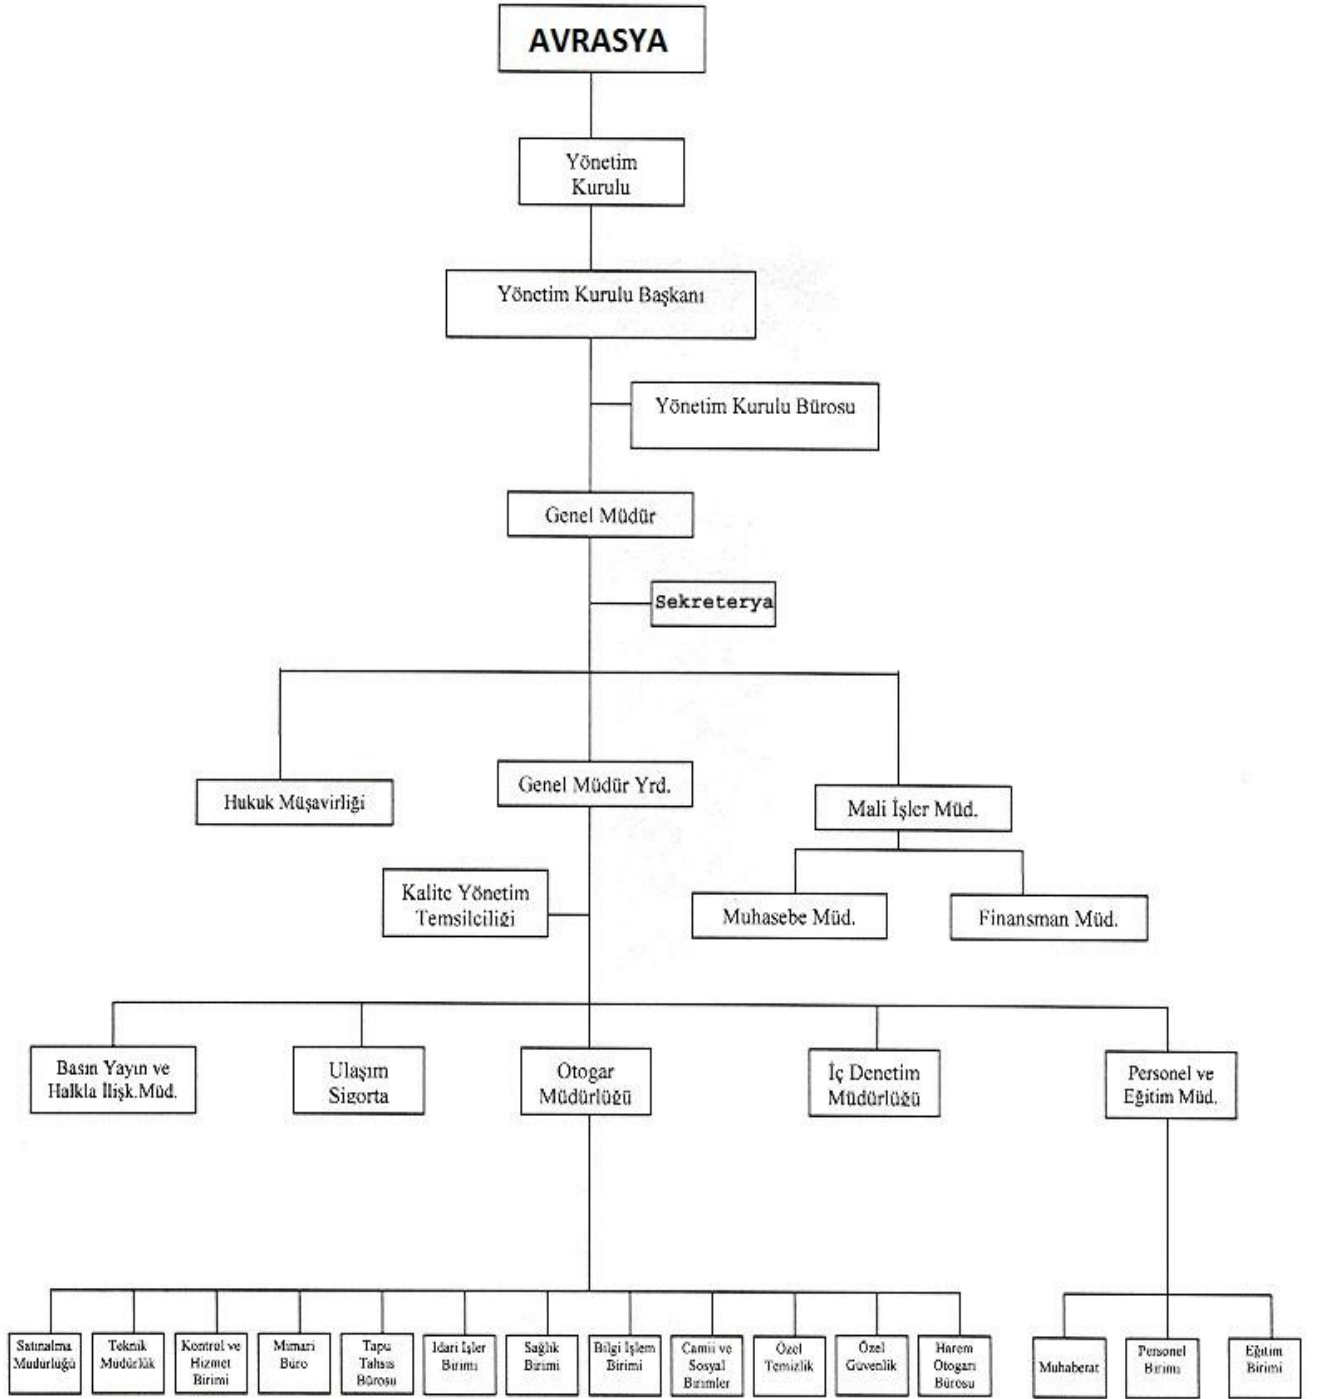 AVRASYA
Yönetim
Kurulu
Yönetim Kurulu Başkanı
Yönetim Kurulu Bürosu
Genel Müdür
Sekreterya
Hukuk Müşavirliği
Genel Müdür Yrd.
Mali İşler Müd.
Kalite Yönetim
Temsilciliği
Muhasebe Müd.
Finansman Müd.
Basın Yayın ve
Halkla İlişk.Müd.
Ulaşım
Sigorta
Otogar
Müdürlüğü
İç Denetim
Müdürlüğü
Personel ve
Eğitim Müd.
Satınalma
Müdürlüğü
Teknik
Müdürlük
Kontrol ve
Hizmet
Birimi
Mimari
Büro
Tapu
Tahsis
Bürosu
İdari İşler
Birimi
Sağlık
Birimi
Bilgi İşlem
Birimi
Camii ve
Sosyal
Birimler
Özel
Temizlik
Özel
Güvenlik
Harem
Otogarı
Bürosu
Muhaberat
Personel
Birimi
Eğitim
Birimi